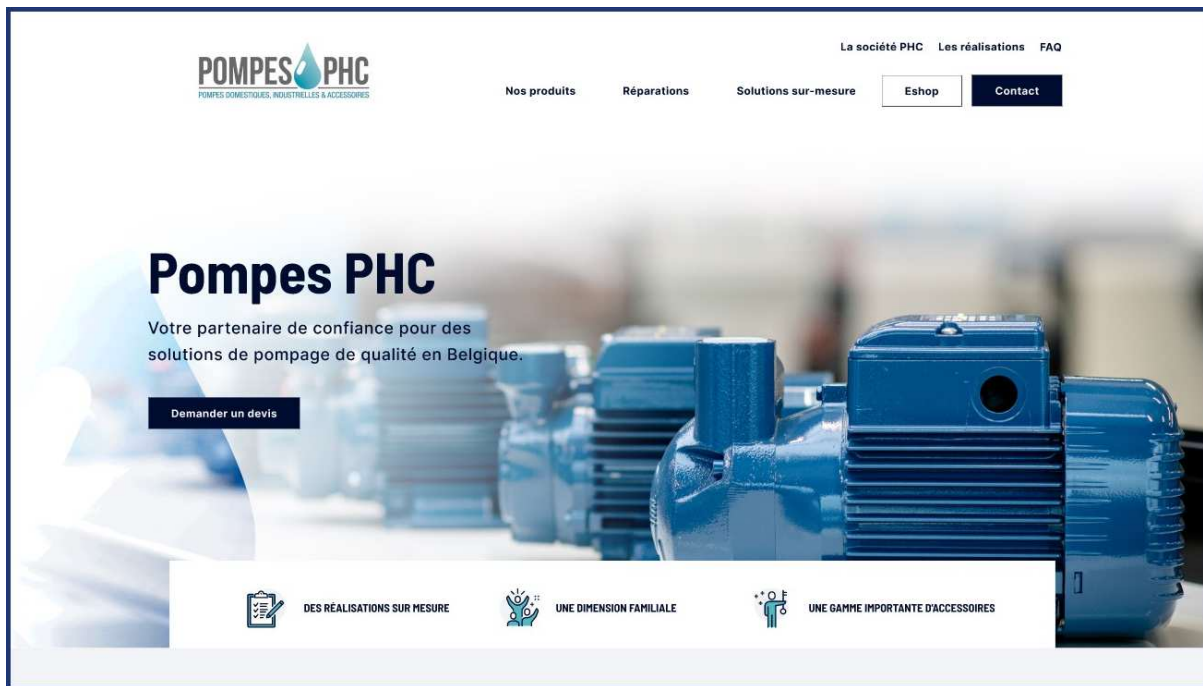 La société PHC Les réalisations FAQ
POMPES PHC
POMPES DOMESTIQUES, INDUSTRIELLES & ACCESSOIRES
Nos produits Réparations Solutions sur-mesure Eshop Contact
Pompes PHC
Votre partenaire de confiance pour des
solutions de pompage de qualité en Belgique.
Demander un devis
DES RÉALISATIONS SUR MESURE UNE DIMENSION FAMILIALE UNE GAMME IMPORTANTE D'ACCESSOIRES